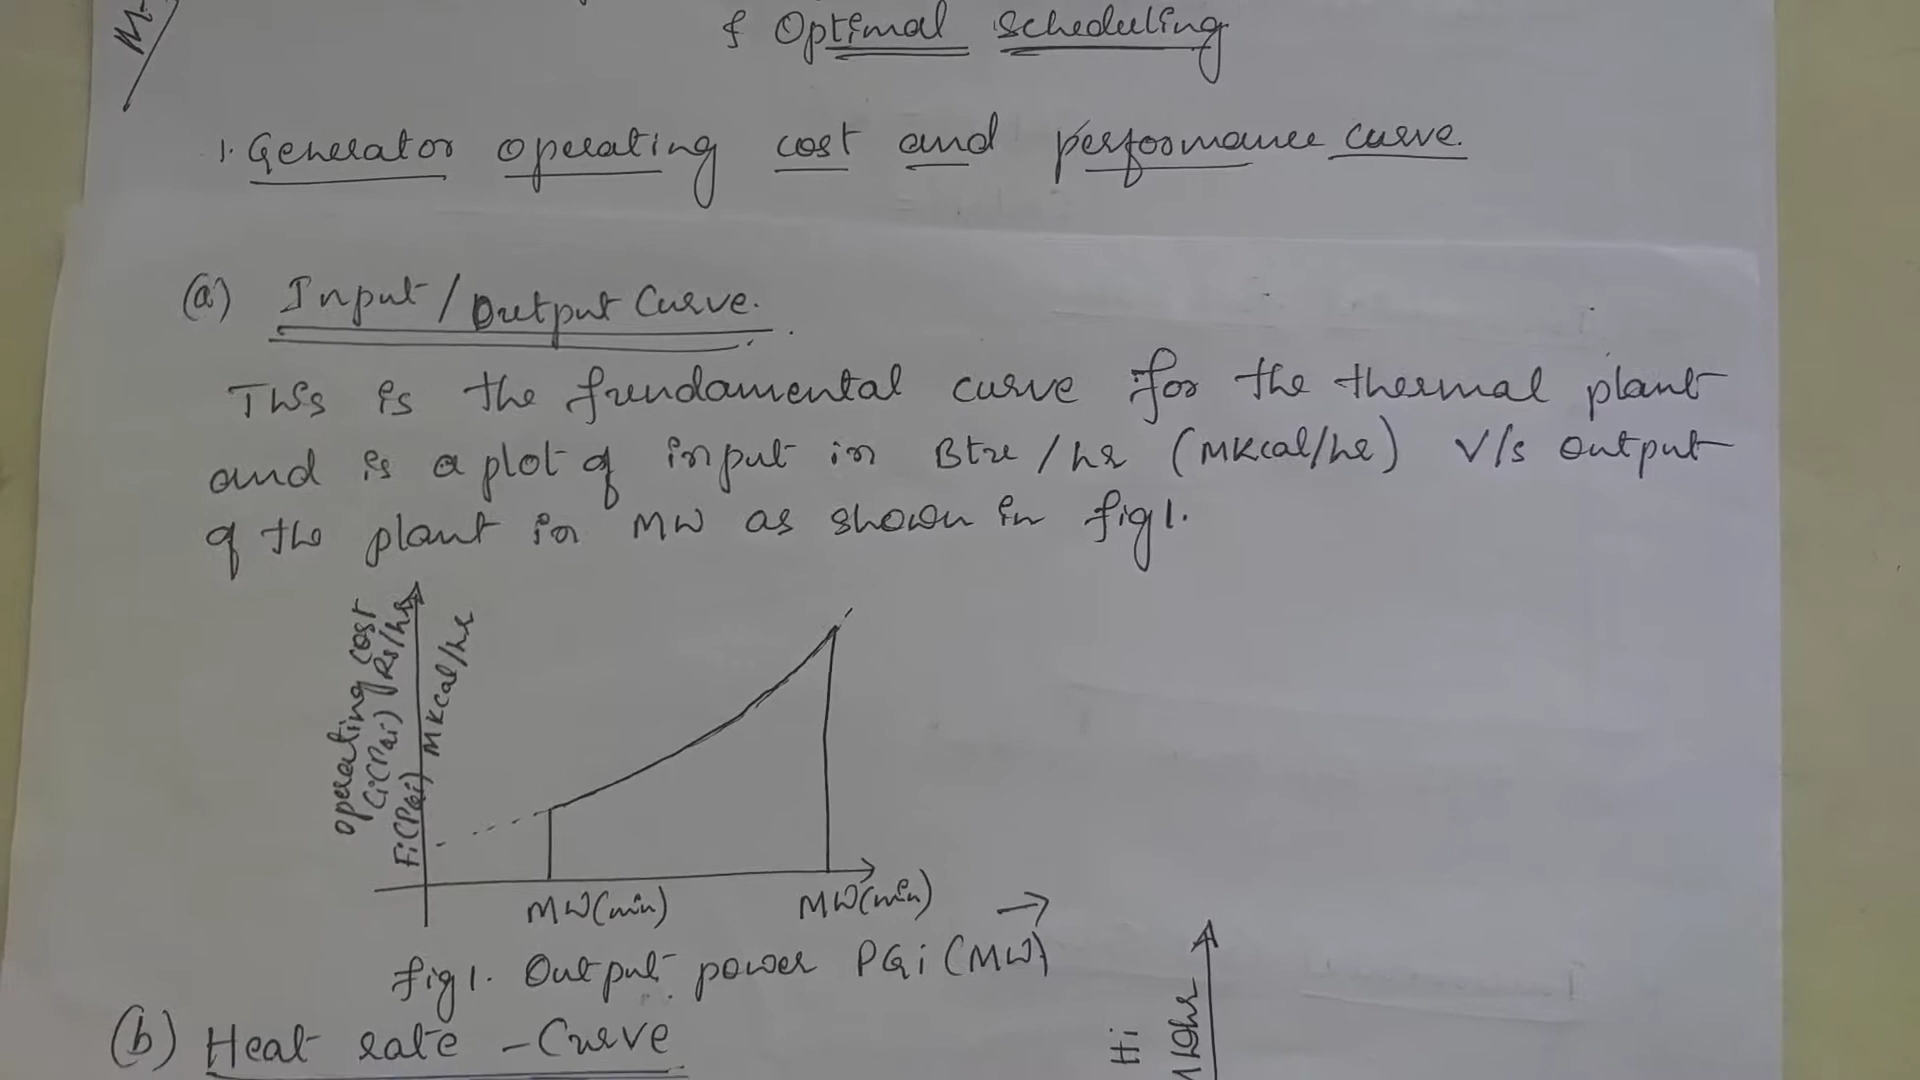 & Optimal scheduling
1. Generator operating cost and performance curve.
(a) Input / Output Curve.
This is the fundamental curve for the thermal plant
and is a plot of input in Btu / hr (MKcal/hr) V/s output
of the plant in MW as shown in fig 1.
operating cost
Ci(PGi) Rs/hr
Fi(PGi) MKcal/hr
MW(min)
MW(min)
fig 1. Output power PGi (MW)
(b) Heat rate - Curve
Hi